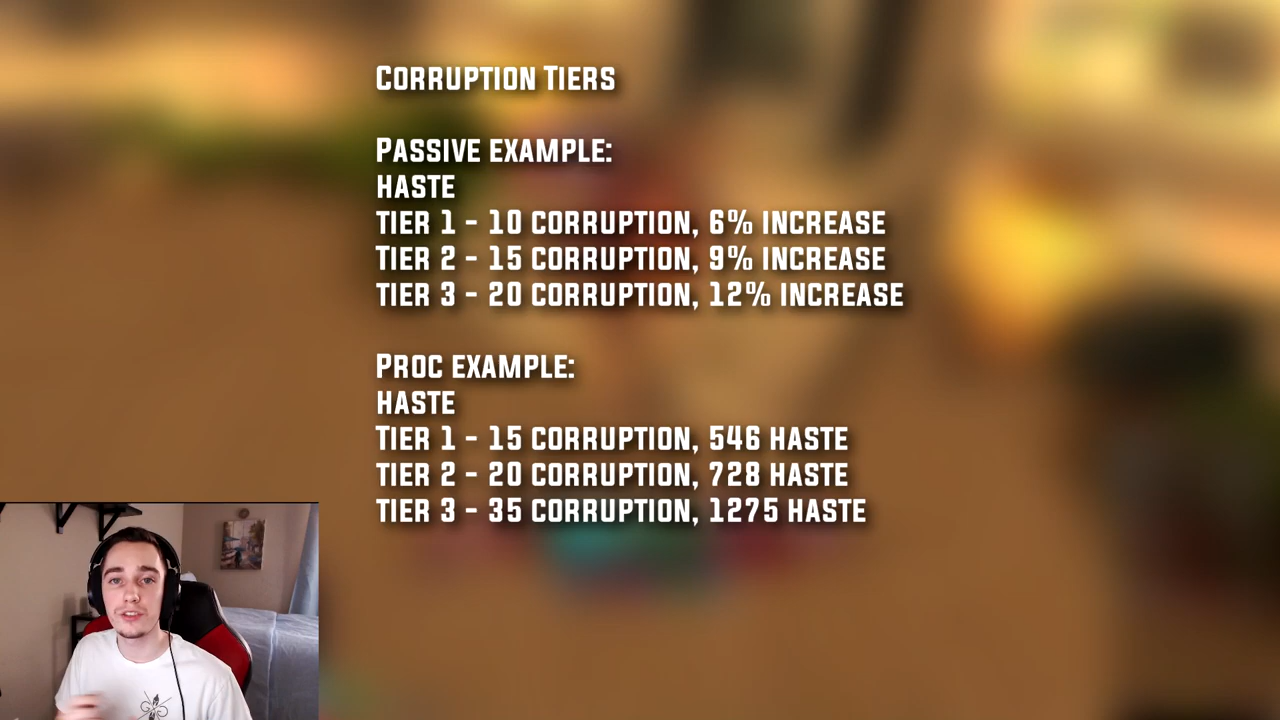 Corruption Tiers
Passive example:
Haste
Tier 1 - 10 corruption, 6% increase
Tier 2 - 15 corruption, 9% increase
Tier 3 - 20 corruption, 12% increase
Proc example:
Haste
Tier 1 - 15 corruption, 546 haste
Tier 2 - 20 corruption, 728 haste
Tier 3 - 35 corruption, 1275 haste